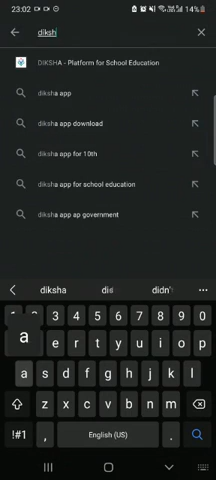 23:02
14%
diksh
DIKSHA - Platform for School Education
diksha app
diksha app download
diksha app for 10th
diksha app for school education
diksha app ap government
diksha did didn't
3 4 5 6 7 8 9 0
a e r t y u i o p
a s d f g h j k l
z x c v b n m
!#1 , English (US) .